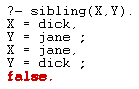 ?- sibling(X,Y).
X = dick,
Y = jane ;
X = jane,
Y = dick ;
false.